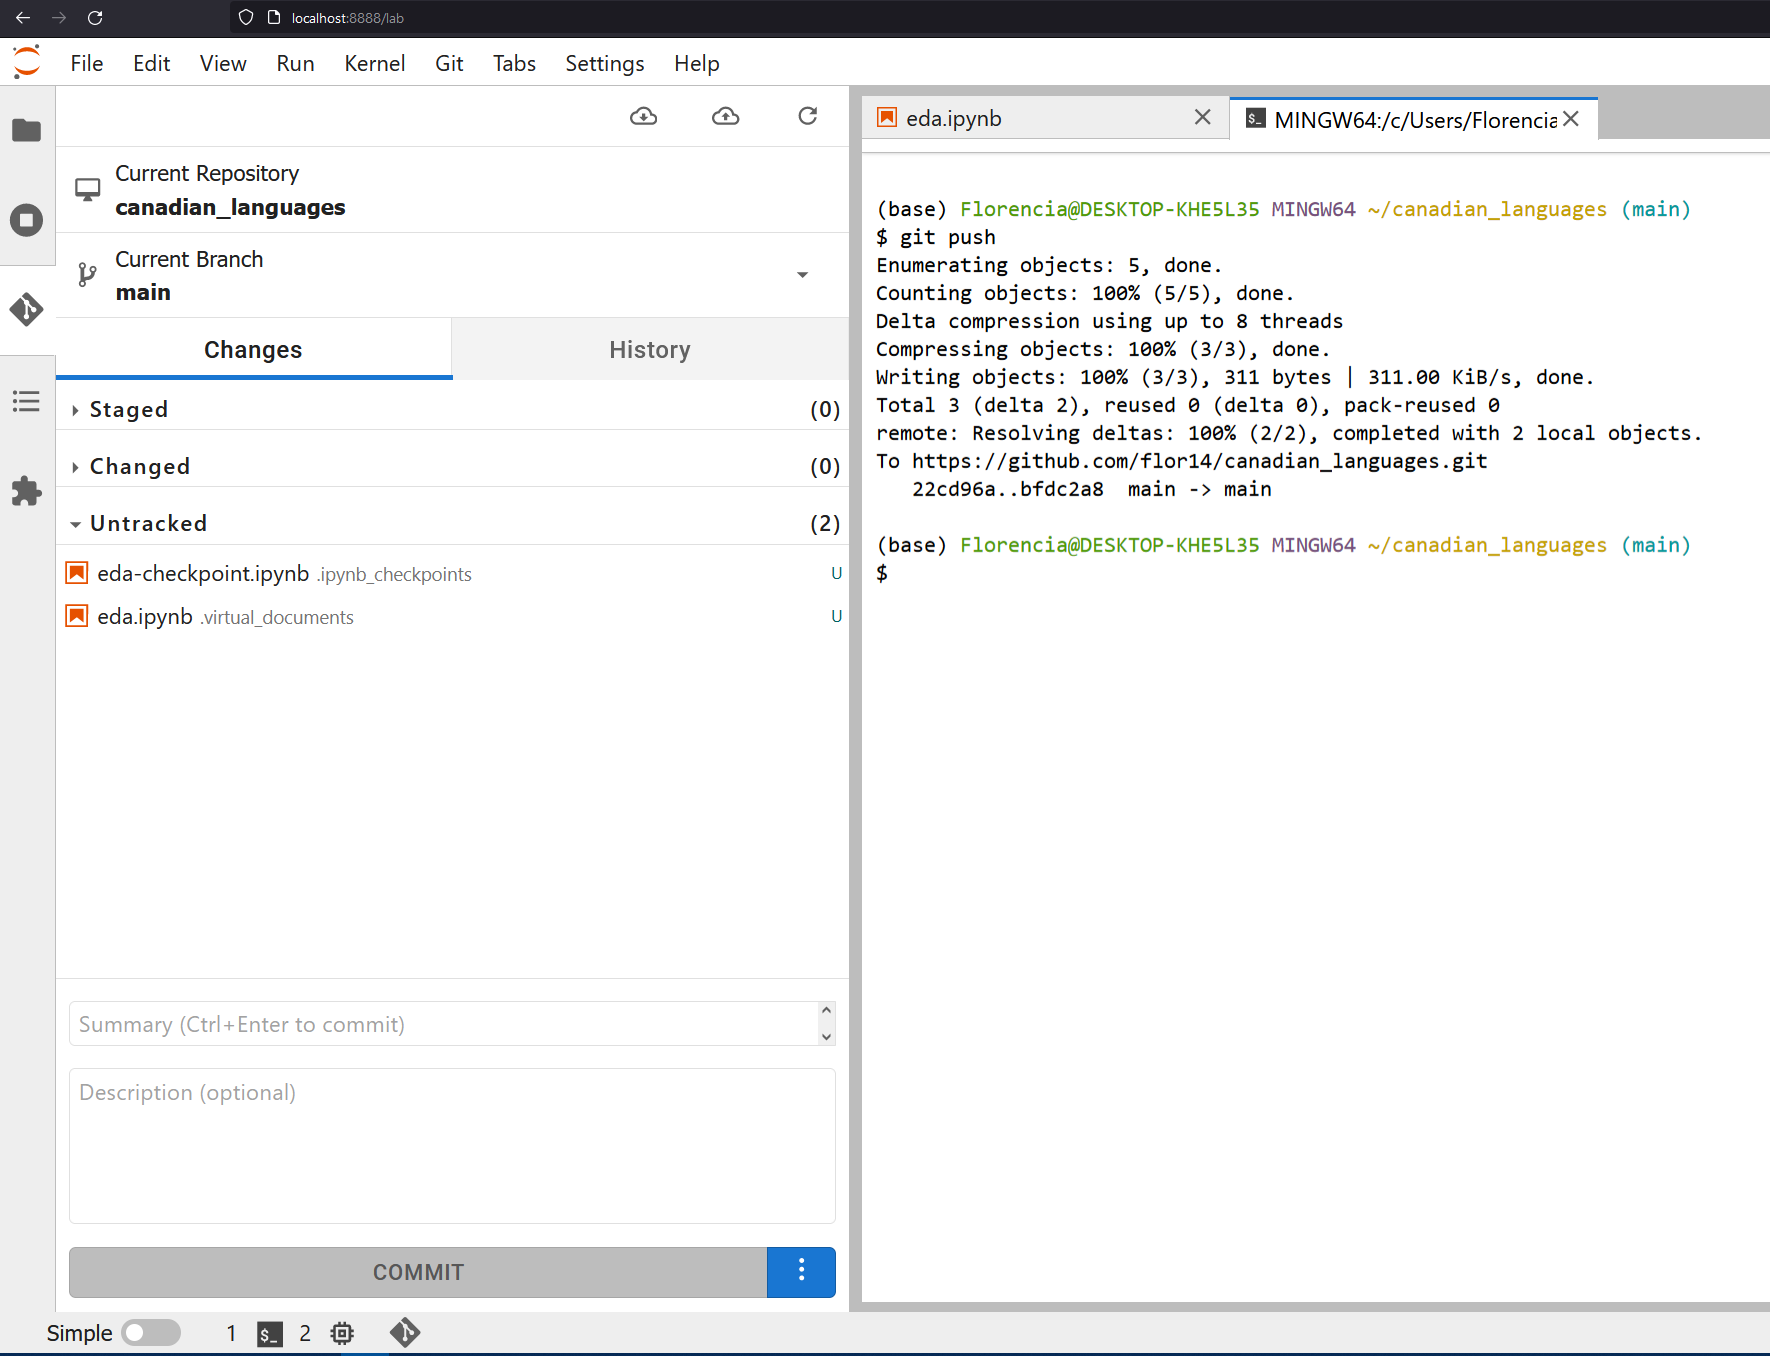 localhost:8888/lab
File Edit View Run Kernel Git Tabs Settings Help
Current Repository
canadian_languages
Current Branch
main
Changes History
Staged (0)
Changed (0)
Untracked (2)
eda-checkpoint.ipynb .ipynb_checkpoints U
eda.ipynb .virtual_documents U
Summary (Ctrl+Enter to commit)
Description (optional)
COMMIT
eda.ipynb MINGW64:/c/Users/Florencia
(base) Florencia@DESKTOP-KHE5L35 MINGW64 ~/canadian_languages (main)
$ git push
Enumerating objects: 5, done.
Counting objects: 100% (5/5), done.
Delta compression using up to 8 threads
Compressing objects: 100% (3/3), done.
Writing objects: 100% (3/3), 311 bytes | 311.00 KiB/s, done.
Total 3 (delta 2), reused 0 (delta 0), pack-reused 0
remote: Resolving deltas: 100% (2/2), completed with 2 local objects.
To https://github.com/flor14/canadian_languages.git
22cd96a..bfdc2a8 main -> main
(base) Florencia@DESKTOP-KHE5L35 MINGW64 ~/canadian_languages (main)
$
Simple 1 $_ 2